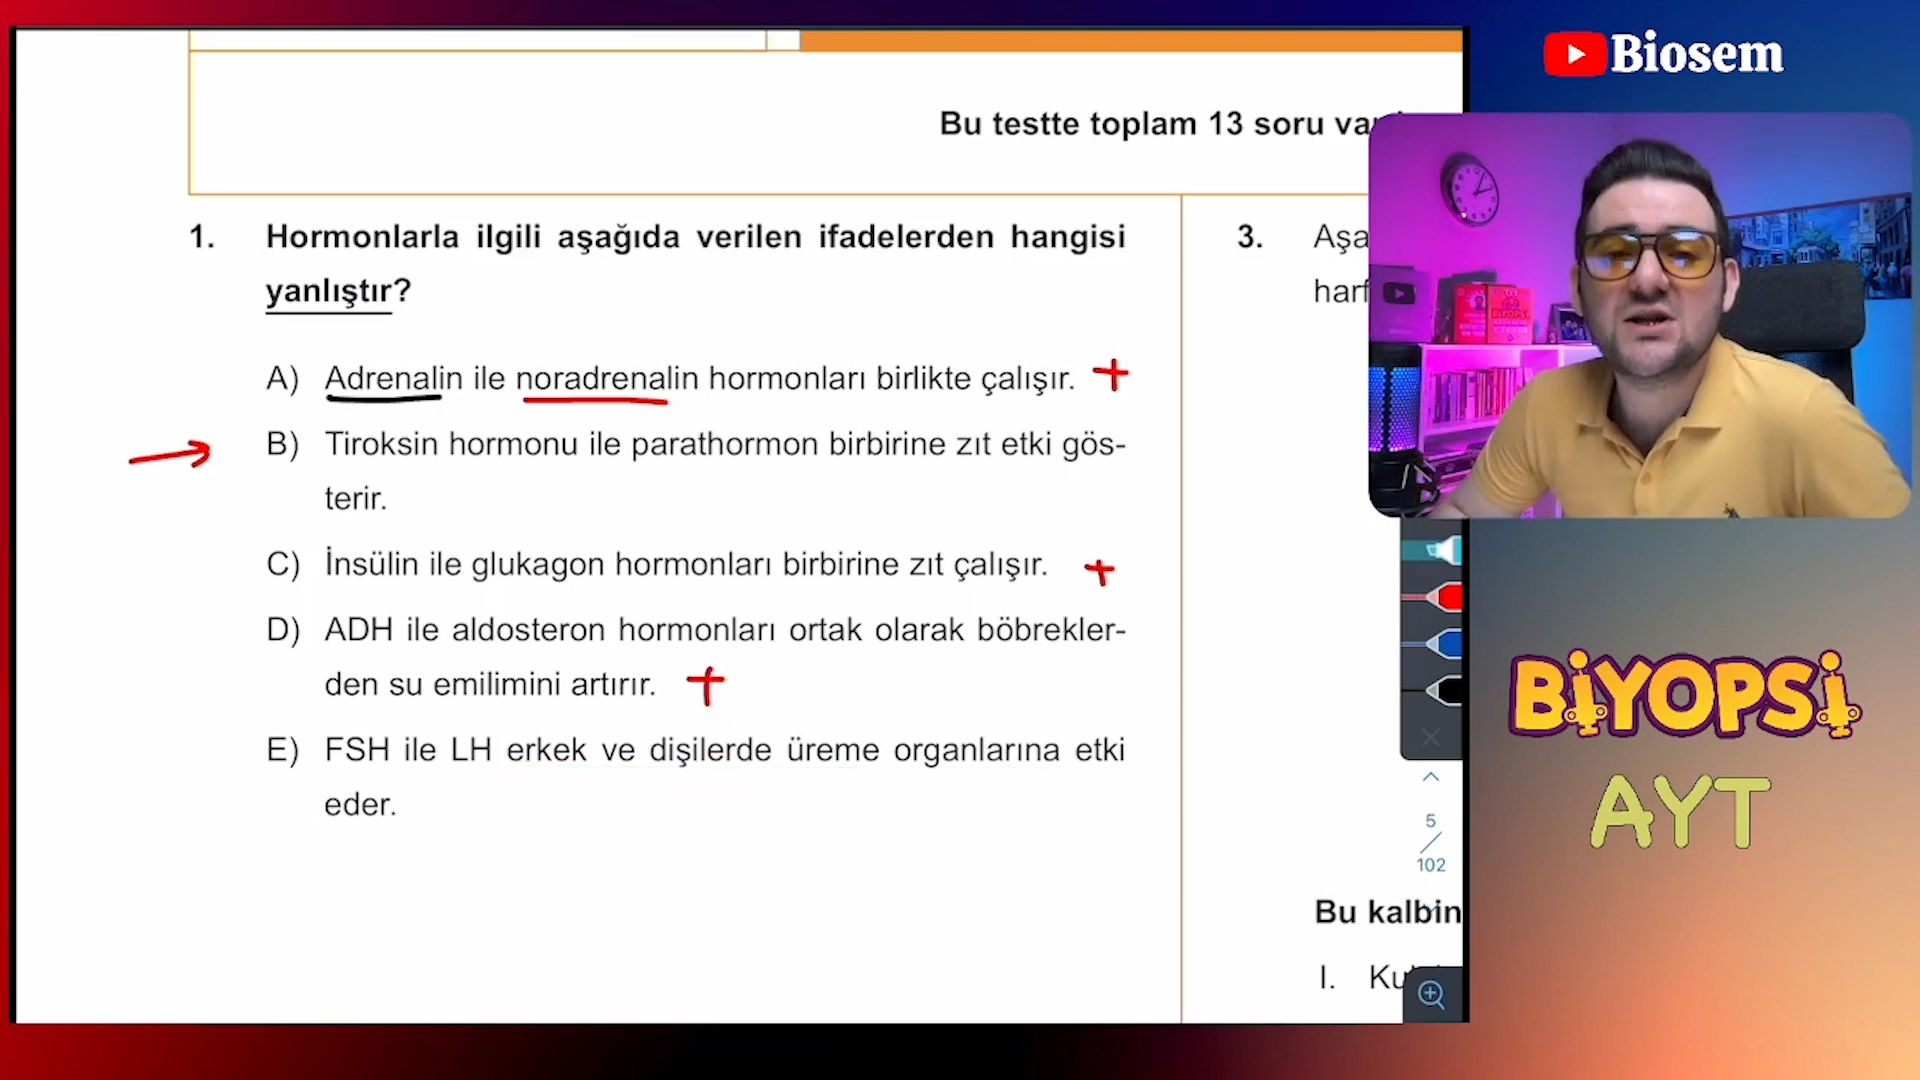 Biosem
Bu testte toplam 13 soru
1. Hormonlarla ilgili aşağıda verilen ifadelerden hangisi
yanlıştır?
A) Adrenalin ile noradrenalin hormonları birlikte çalışır. +
B) Tiroksin hormonu ile parathormon birbirine zıt etki gös-
terir.
C) İnsülin ile glukagon hormonları birbirine zıt çalışır. +
D) ADH ile aldosteron hormonları ortak olarak böbrekler-
den su emilimini artırır. +
E) FSH ile LH erkek ve dişilerde üreme organlarına etki
eder.
3. Aşa
harf
Bu kalbin
I. Ku
5
102
BİYOPSİ
AYT